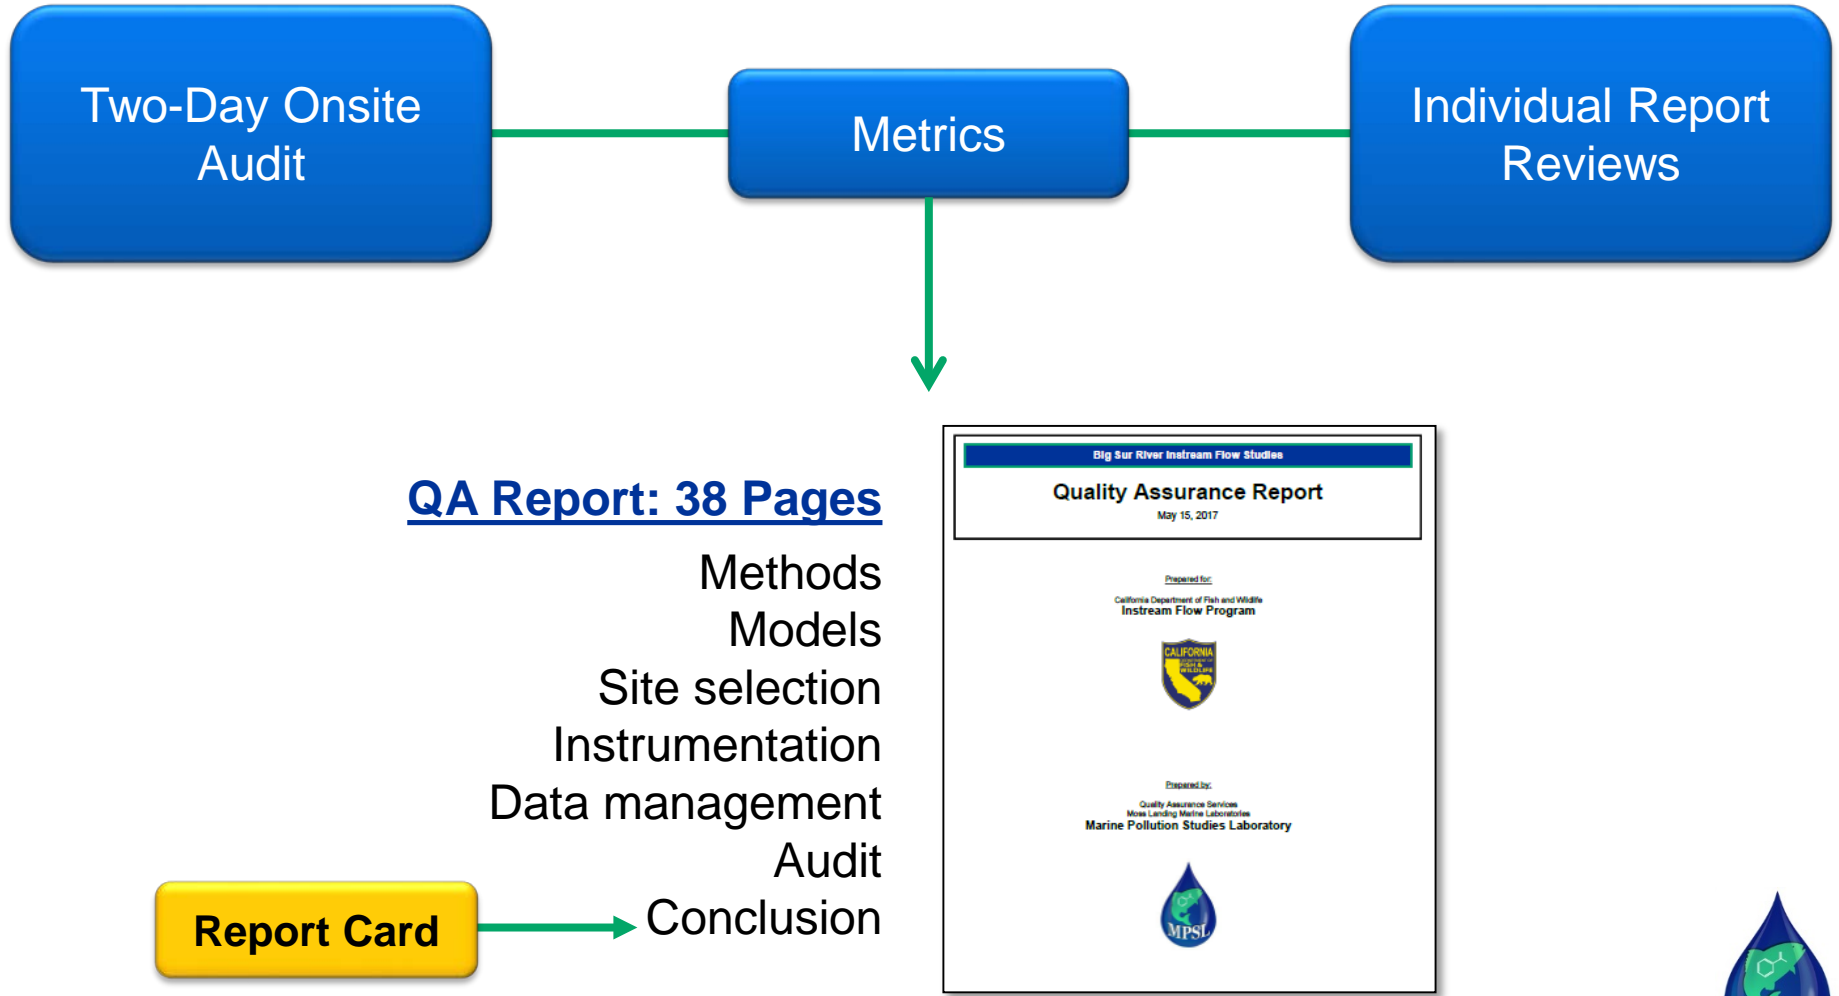 Two-Day Onsite
Audit
Metrics
Individual Report
Reviews
QA Report: 38 Pages
Methods
Models
Site selection
Instrumentation
Data management
Audit
Conclusion
Report Card
Big Sur River Instream Flow Studies
Quality Assurance Report
May 15, 2017
Prepared for:
California Department of Fish and Wildlife
Instream Flow Program
CALIFORNIA
FISH &
WILDLIFE
Prepared by:
Quality Assurance Services
Moss Landing Marine Laboratories
Marine Pollution Studies Laboratory
MPSL